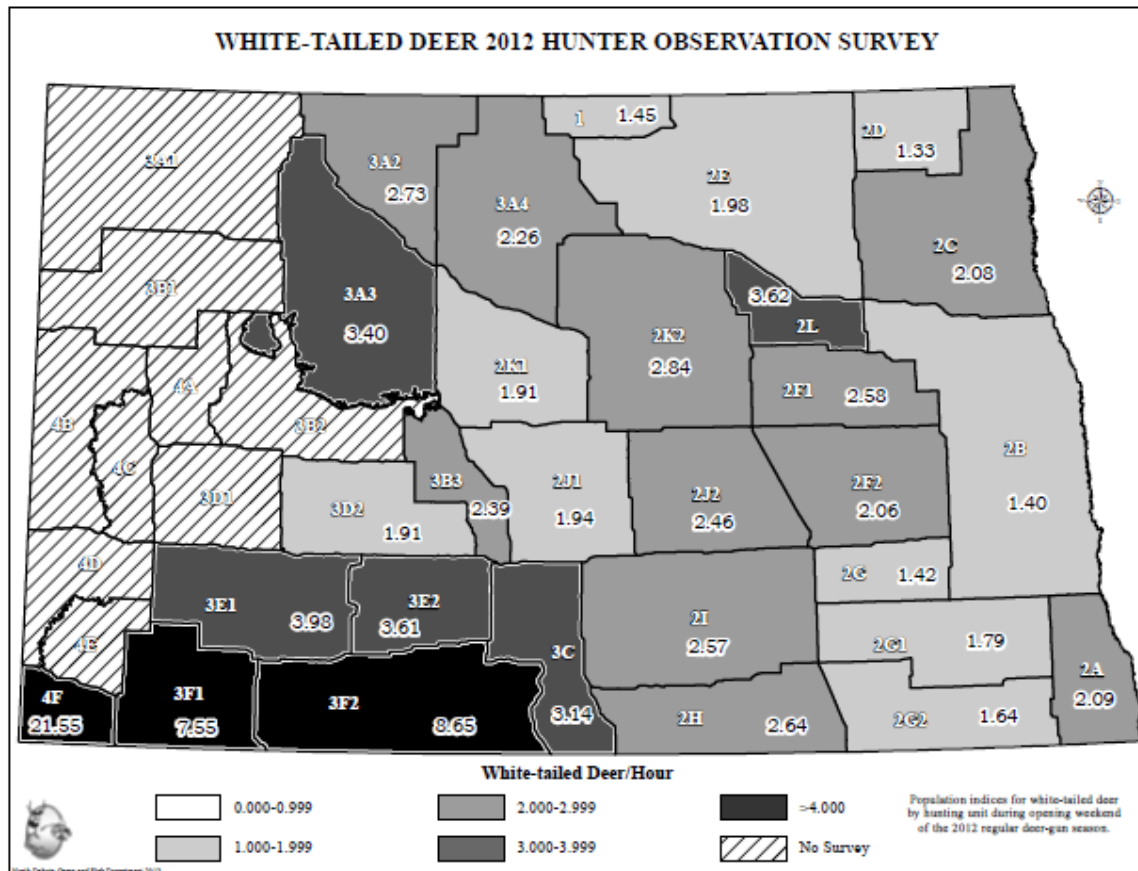 WHITE-TAILED DEER 2012 HUNTER OBSERVATION SURVEY
1 1.45
2D
1.33
3A1
3A2
2.73
2E
1.98
3A4
2.26
2C
2.08
3B1
3A3
3.40
3.62
2L
2K2
2.84
2K1
1.91
2F1 2.58
4A
4B
3B2
4C
2B
1.40
3D1
3D2
1.91
3B3
2.39
2J1
1.94
2J2
2.46
2F2
2.06
4D
2G 1.42
3E1
3.98
3E2
3.61
2I
2.57
4E
3C
3.14
2G1 1.79
2A
2.09
4F
21.55
3F1
7.55
3F2
8.65
2H 2.64
2G2 1.64
White-tailed Deer/Hour
0.000-0.999
1.000-1.999
2.000-2.999
3.000-3.999
=4.000
No Survey
Population indices for white-tailed deer
by hunting unit during opening weekend
of the 2012 regular deer-gun season.